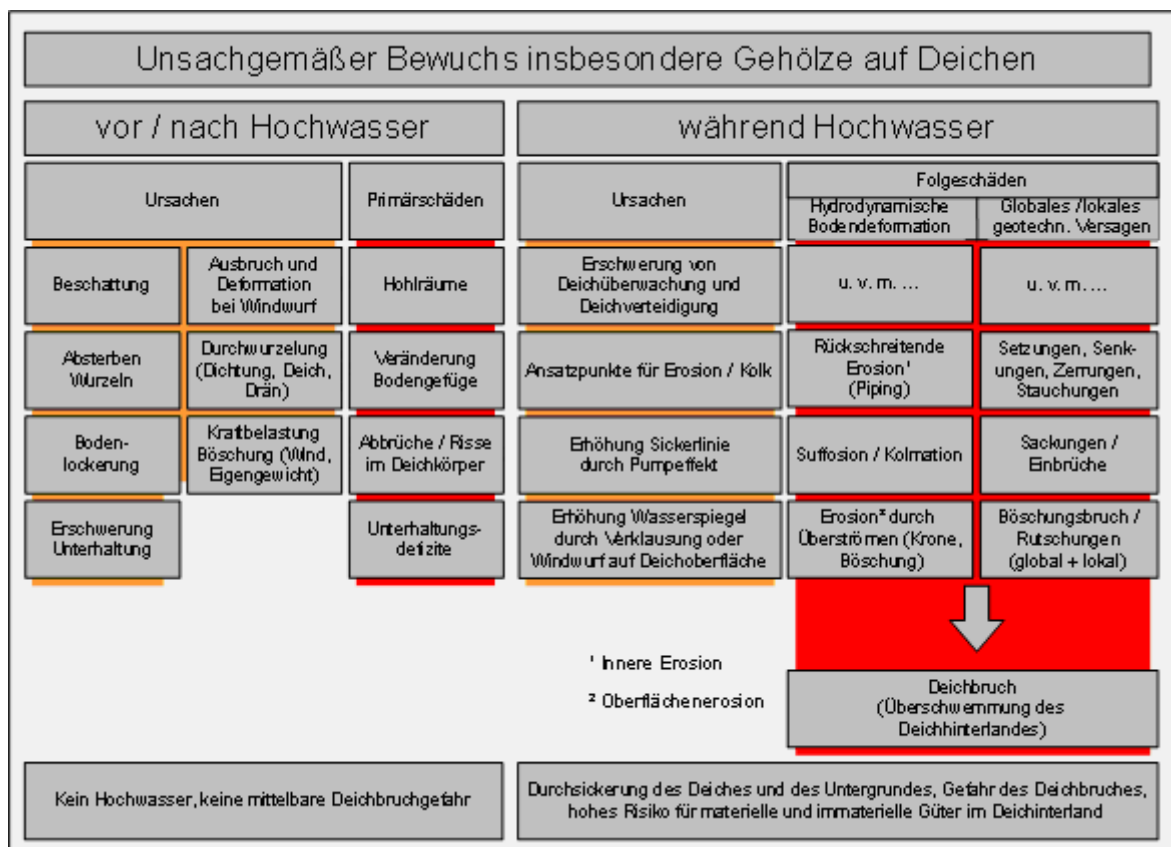 Unsachgemäßer Bewuchs insbesondere Gehölze auf Deichen
vor / nach Hochwasser
während Hochwasser
Ursachen
Primärschäden
Ursachen
Folgeschäden
Hydrodynamische
Bodendeformation
Globales /lokales
geotechn. Versagen
Beschattung
Ausbruch und
Deformation
bei Windwurf
Hohlräume
Erschwerung von
Deichüberwachung und
Deichverteidigung
u. v. m. ...
u. v. m. ...
Absterben
Wurzeln
Durchwurzelung
(Dichtung, Deich,
Drän)
Veränderung
Bodengefüge
Ansatzpunkte für Erosion / Kolk
Rückschreitende
Erosion¹
(Piping)
Setzungen, Senk-
ungen, Zerrungen,
Stauchungen
Boden-
lockerung
Kraftbelastung
Böschung (Wind,
Eigengewicht)
Abbrüche / Risse
im Deichkörper
Erhöhung Sickerlinie
durch Pumpeffekt
Suffosion / Kolmation
Sackungen /
Einbrüche
Erschwerung
Unterhaltung
Unterhaltungs-
defizite
Erhöhung Wasserspiegel
durch Verklausung oder
Windwurf auf Deichoberfläche
Erosion² durch
Überströmen (Krone,
Böschung)
Böschungsbruch /
Rutschungen
(global + lokal)
¹ Innere Erosion
² Oberflächenerosion
Deichbruch
(Überschwemmung des
Deichhinterlandes)
Kein Hochwasser, keine mittelbare Deichbruchgefahr
Durchsickerung des Deiches und des Untergrundes, Gefahr des Deichbruches,
hohes Risiko für materielle und immaterielle Güter im Deichinterland